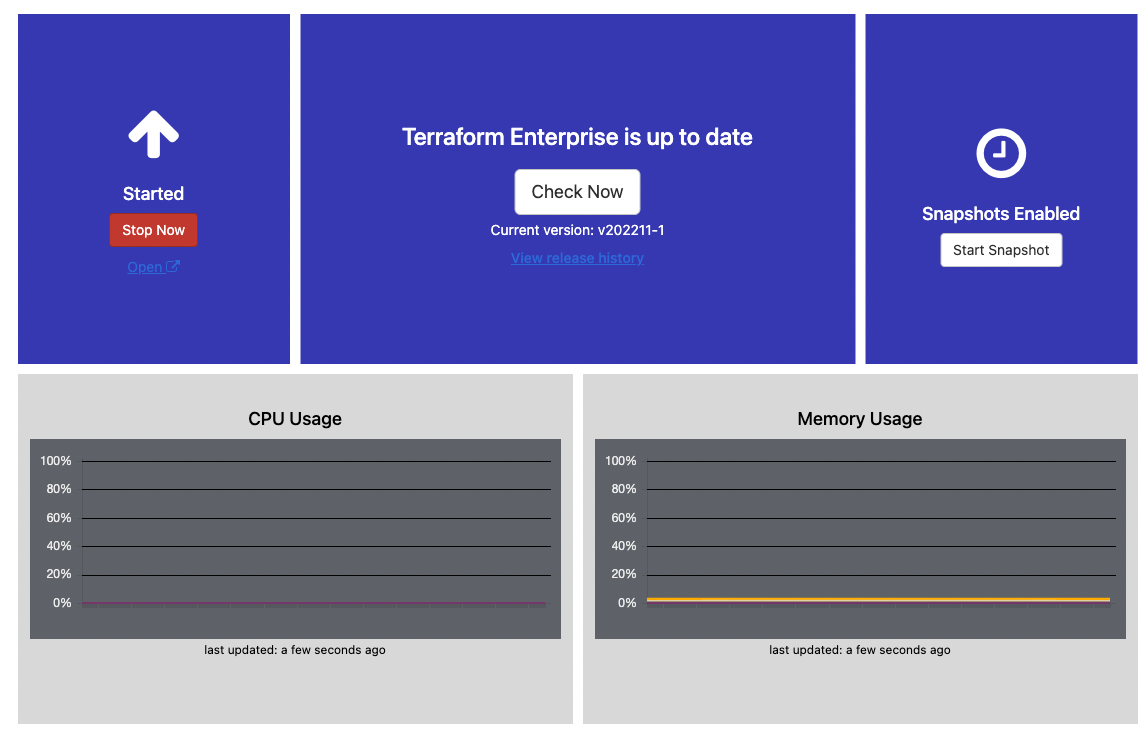 Started
Stop Now
Open
Terraform Enterprise is up to date
Check Now
Current version: v202211-1
View release history
Snapshots Enabled
Start Snapshot
CPU Usage
100%
80%
60%
40%
20%
0%
last updated: a few seconds ago
Memory Usage
100%
80%
60%
40%
20%
0%
last updated: a few seconds ago